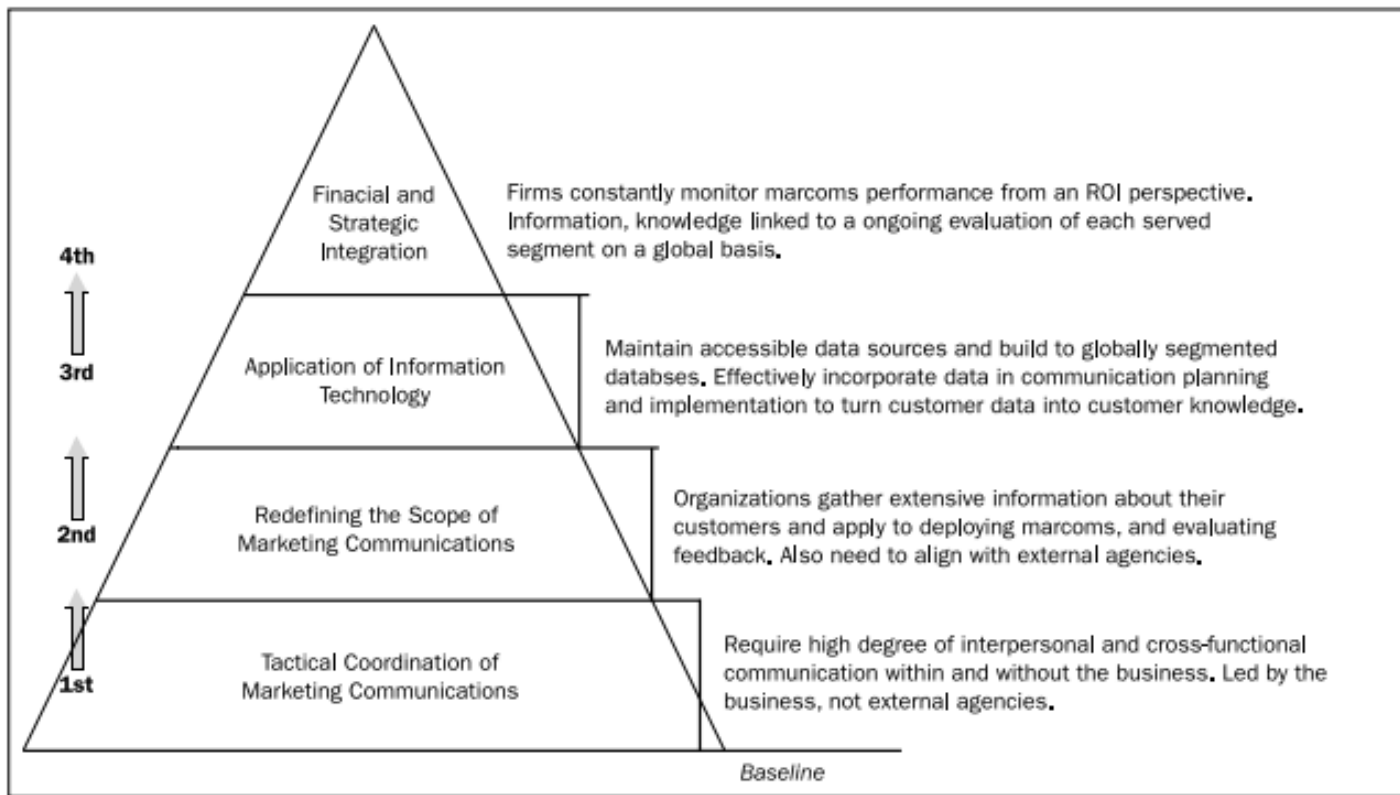 Finacial and
Strategic
Integration
Firms constantly monitor marcoms performance from an ROI perspective.
Information, knowledge linked to a ongoing evaluation of each served
segment on a global basis.
4th
Application of Information
Technology
Maintain accessible data sources and build to globally segmented
databses. Effectively incorporate data in communication planning
and implementation to turn customer data into customer knowledge.
3rd
Redefining the Scope of
Marketing Communications
Organizations gather extensive information about their
customers and apply to deploying marcoms, and evaluating
feedback. Also need to align with external agencies.
2nd
Tactical Coordination of
Marketing Communications
Require high degree of interpersonal and cross-functional
communication within and without the business. Led by the
business, not external agencies.
1st
Baseline